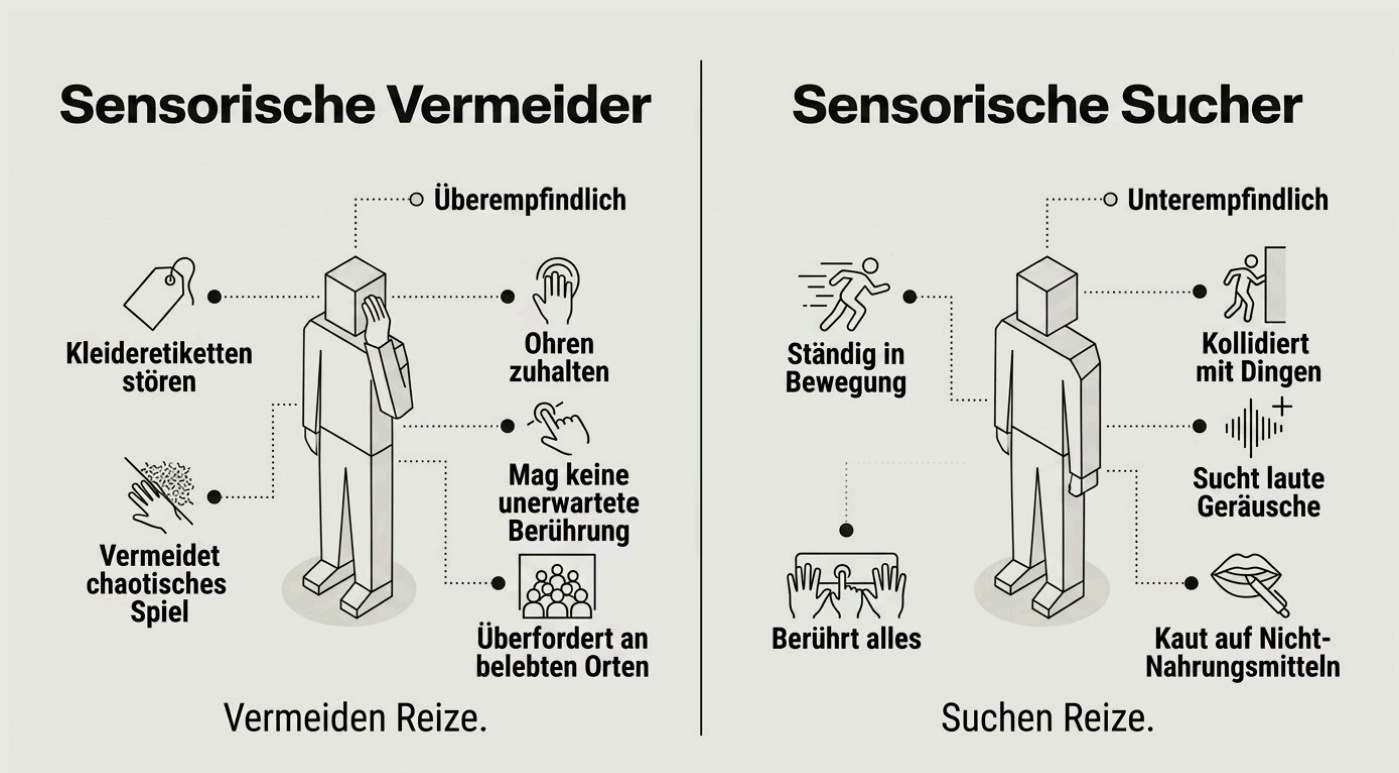 Sensorische Vermeider
Überempfindlich
Kleideretiketten
stören
Ohren
zuhalten
Mag keine
unerwartete
Berührung
Vermeidet
chaotisches
Spiel
Überfordert an
belebten Orten
Vermeiden Reize.
Sensorische Sucher
Unterempfindlich
Ständig in
Bewegung
Kollidiert
mit Dingen
Sucht laute
Geräusche
Berührt alles
Kaut auf Nicht-
Nahrungsmitteln
Suchen Reize.